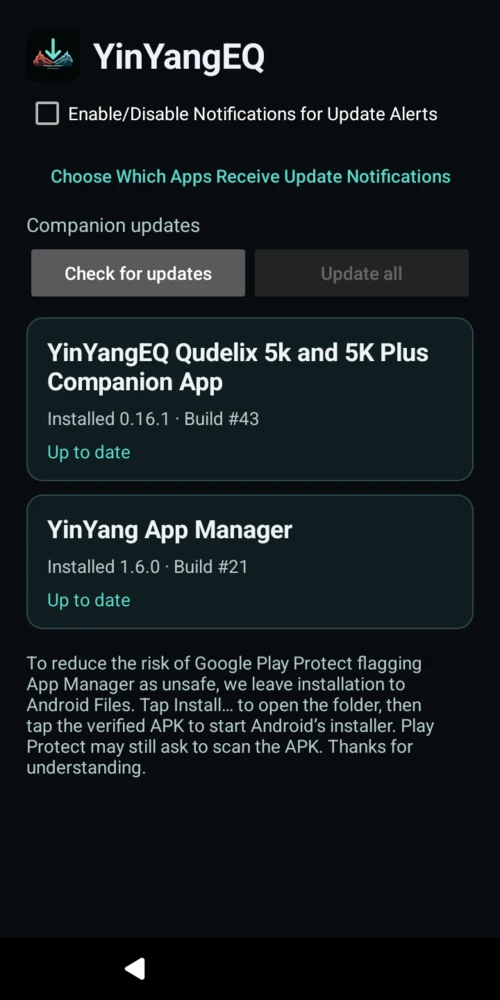 YinYangEQ
Enable/Disable Notifications for Update Alerts
Choose Which Apps Receive Update Notifications
Companion updates
Check for updates
Update all
YinYangEQ Qudelix 5k and 5K Plus
Companion App
Installed 0.16.1 · Build #43
Up to date
YinYang App Manager
Installed 1.6.0 · Build #21
Up to date
To reduce the risk of Google Play Protect flagging
App Manager as unsafe, we leave installation to
Android Files. Tap Install… to open the folder, then
tap the verified APK to start Android’s installer. Play
Protect may still ask to scan the APK. Thanks for
understanding.